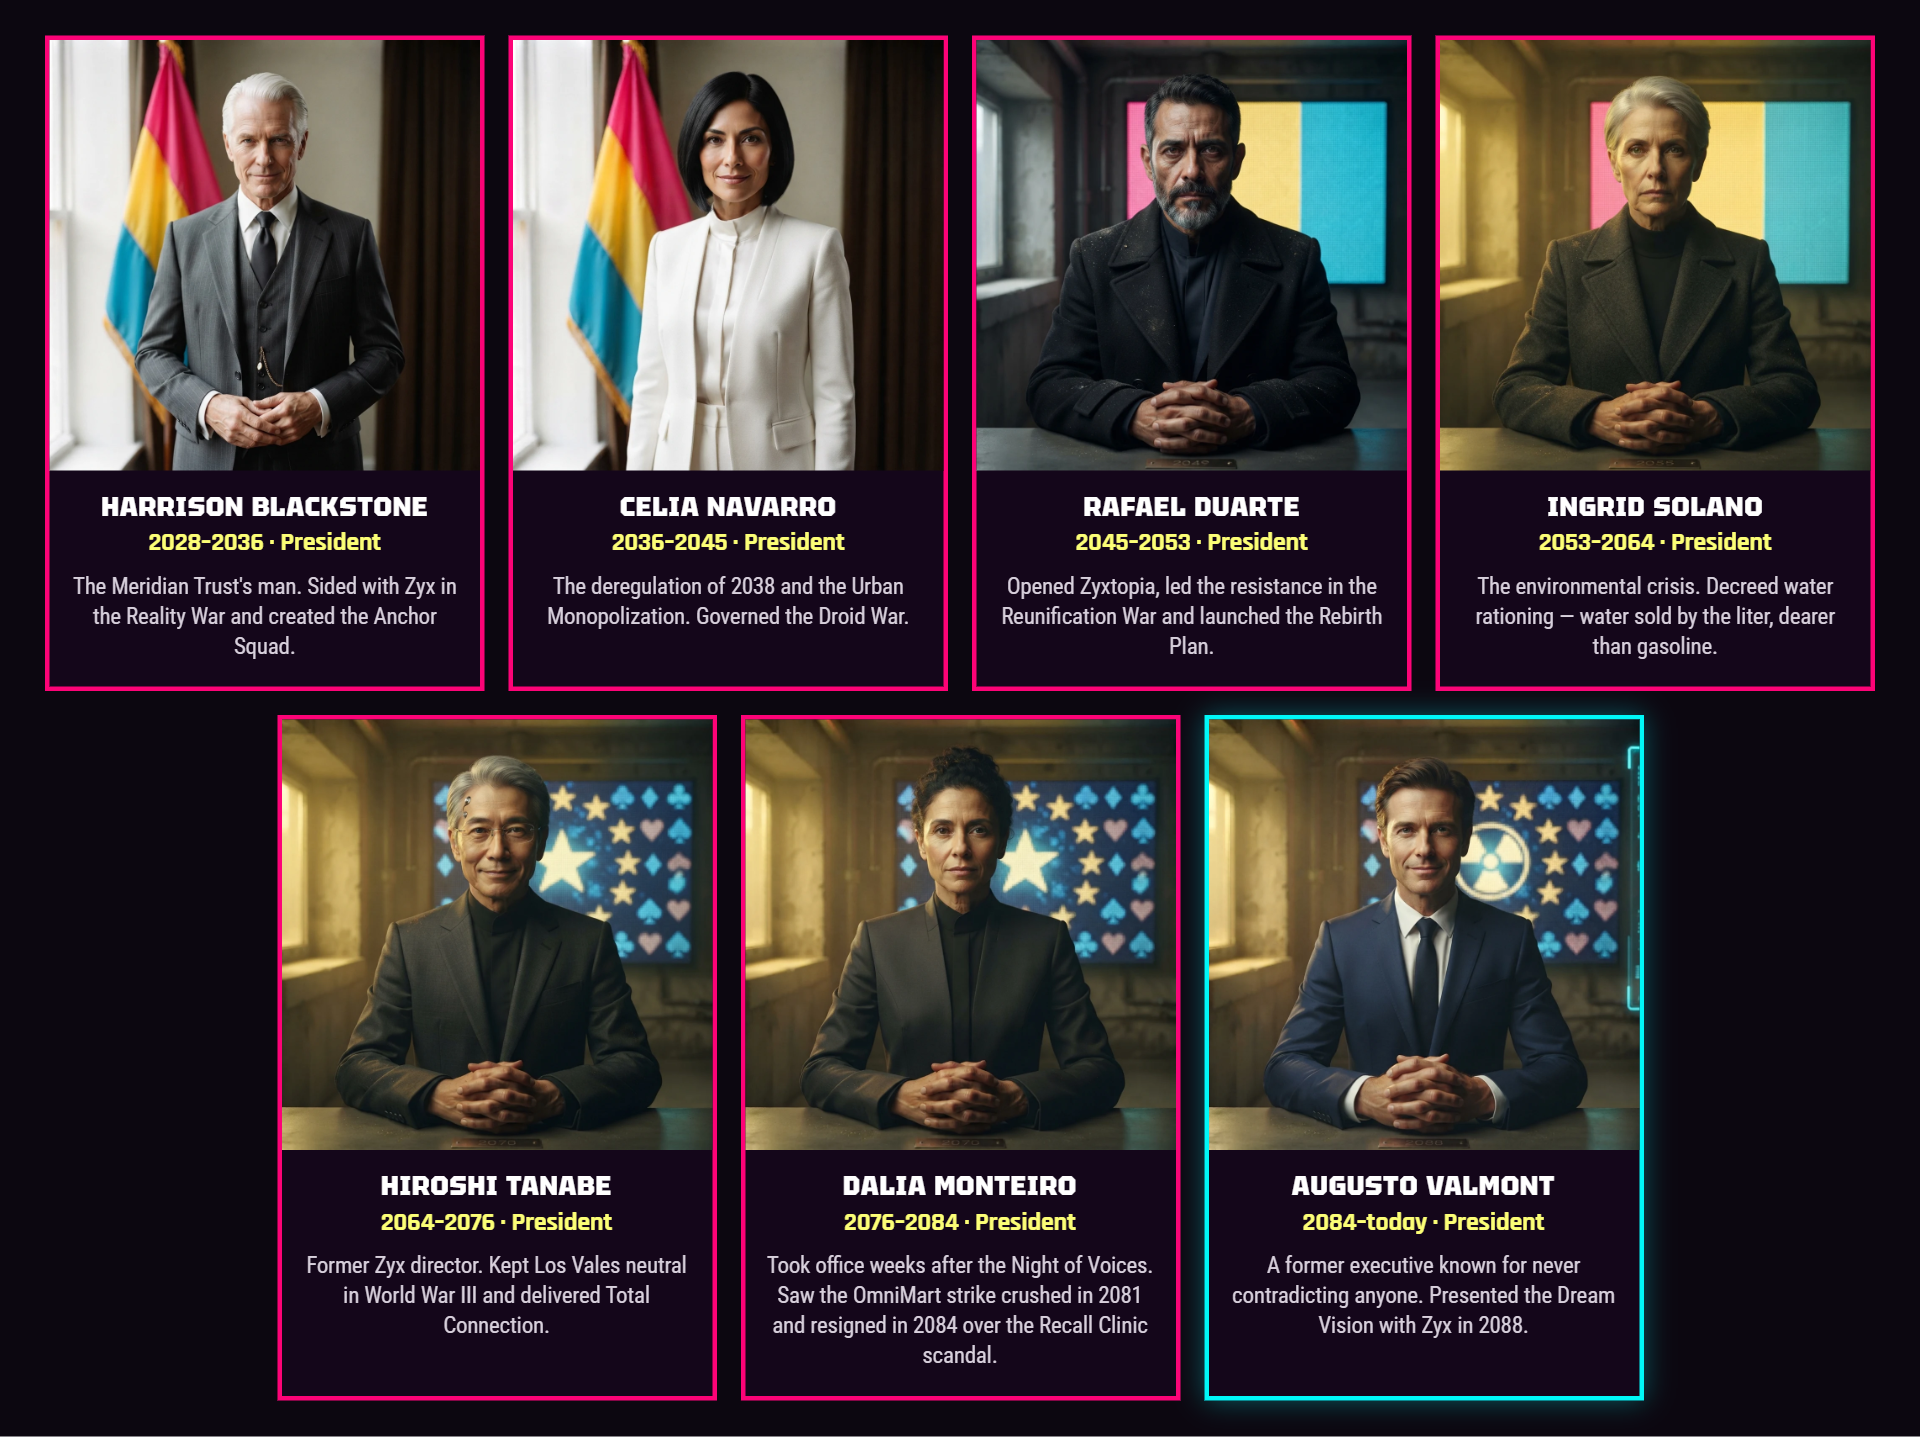 HARRISON BLACKSTONE
2028–2036 · President
The Meridian Trust's man. Sided with Zyx in
the Reality War and created the Anchor
Squad.
CELIA NAVARRO
2036–2045 · President
The deregulation of 2038 and the Urban
Monopolization. Governed the Droid War.
RAFAEL DUARTE
2045–2053 · President
Opened Zyxtopia, led the resistance in the
Reunification War and launched the Rebirth
Plan.
INGRID SOLANO
2053–2064 · President
The environmental crisis. Decreed water
rationing — water sold by the liter, dearer
than gasoline.
HIROSHI TANABE
2064–2076 · President
Former Zyx director. Kept Los Vales neutral
in World War III and delivered Total
Connection.
DALIA MONTEIRO
2076–2084 · President
Took office weeks after the Night of Voices.
Saw the OmniMart strike crushed in 2081
and resigned in 2084 over the Recall Clinic
scandal.
AUGUSTO VALMONT
2084–today · President
A former executive known for never
contradicting anyone. Presented the Dream
Vision with Zyx in 2088.